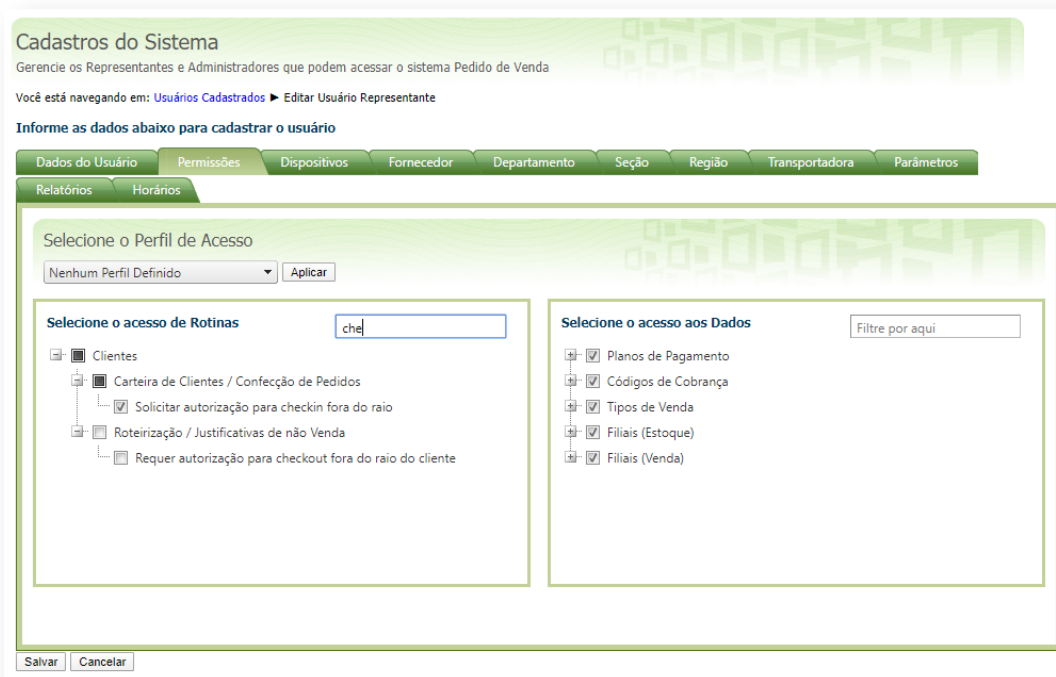 Cadastros do Sistema
Gerencie os Representantes e Administradores que podem acessar o sistema Pedido de Venda
Você está navegando em: Usuários Cadastrados ► Editar Usuário Representante
Informe as dados abaixo para cadastrar o usuário
Dados do Usuário Permissões Dispositivos Fornecedor Departamento Seção Região Transportadora Parâmetros
Relatórios Horários
Selecione o Perfil de Acesso
Nenhum Perfil Definido Aplicar
Selecione o acesso de Rotinas che
Clientes
Carteira de Clientes / Confecção de Pedidos
Solicitar autorização para checkin fora do raio
Roteirização / Justificativas de não Venda
Requer autorização para checkout fora do raio do cliente
Selecione o acesso aos Dados Filtre por aqui
Planos de Pagamento
Códigos de Cobrança
Tipos de Venda
Filiais (Estoque)
Filiais (Venda)
Salvar Cancelar